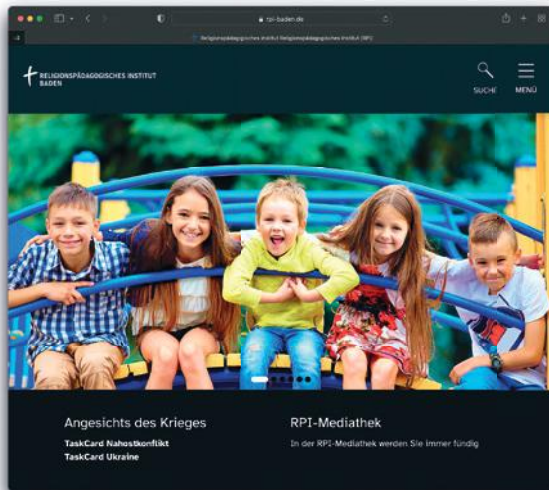 rpi-baden.de
Religionspädagogisches Institut Religionspädagogisches Institut (RPI)
RELIGIONSPÄDAGOGISCHES INSTITUT
BADEN
SUCHE
MENÜ
Angesichts des Krieges
TaskCard Nahostkonflikt
TaskCard Ukraine
RPI-Mediathek
In der RPI-Mediathek werden Sie immer fündig